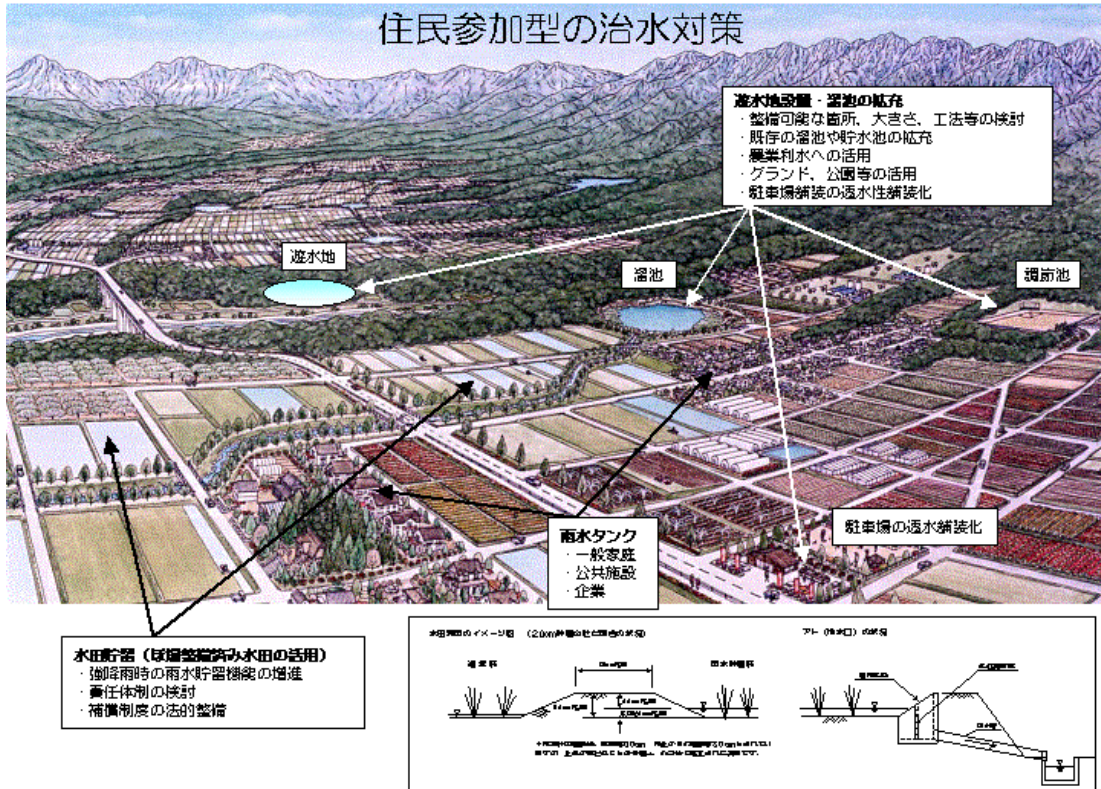 住民参加型の治水対策
遊水地設置・溜池の拡充
・整備可能な箇所、大きさ、工法等の検討
・既存の溜池や貯水池の拡充
・農業利水への活用
・グランド、公園等の活用
・駐車場舗装の透水性舗装化
遊水地
溜池
調節池
駐車場の透水舗装化
雨水タンク
・一般家庭
・公共施設
・企業
水田貯留（ほ場整備済み水田の活用）
・強降雨時の雨水貯留機能の増進
・責任体制の検討
・補償制度の法的整備